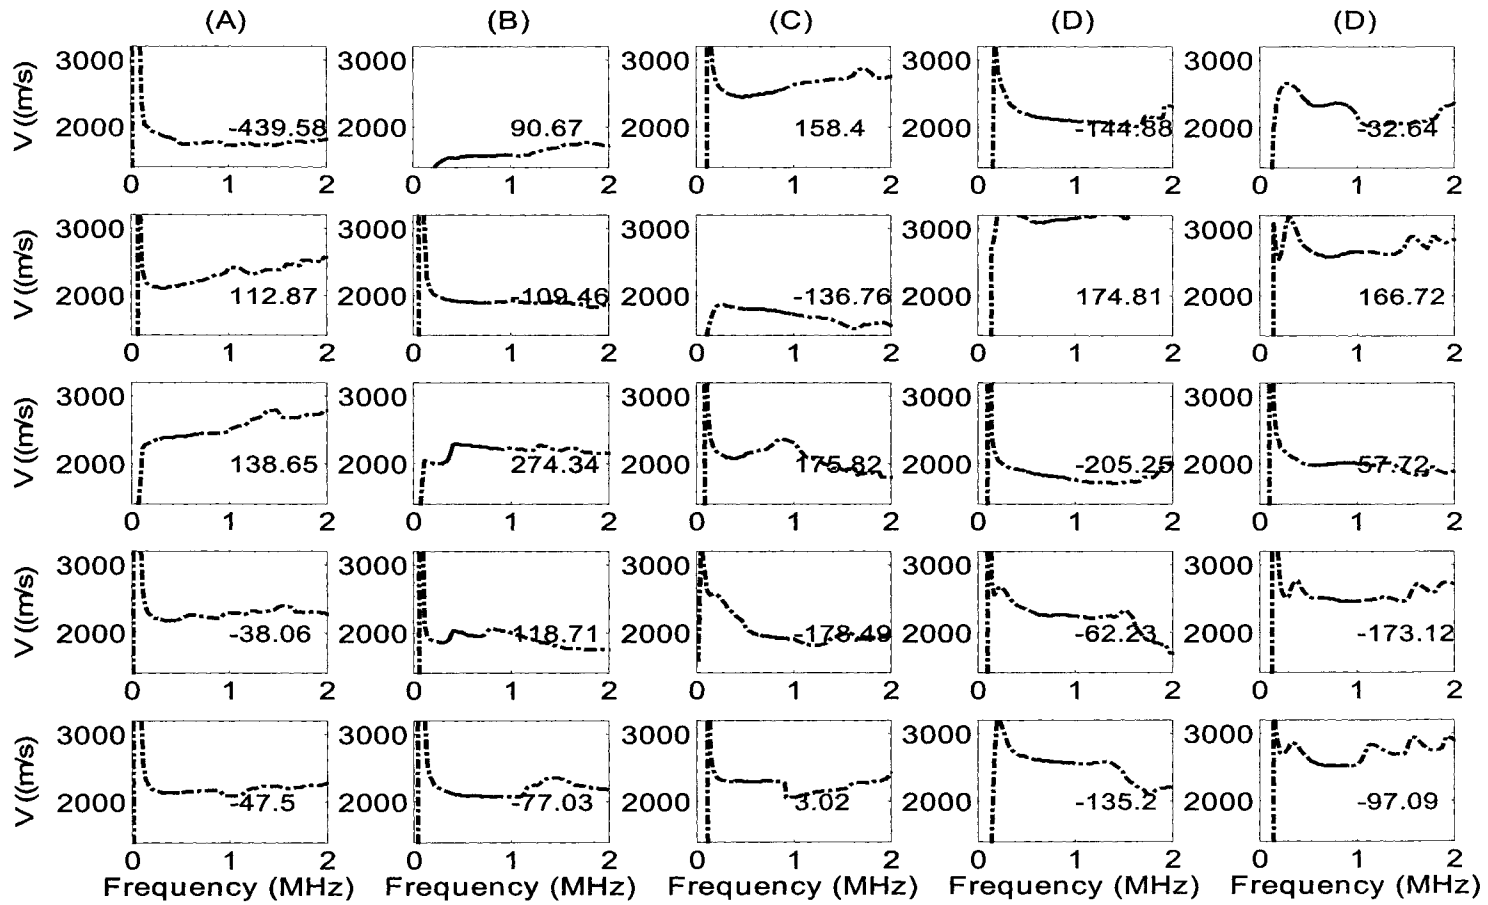 (A) (B) (C) (D) (D)
V ((m/s) 3000 2000 -439.58 0 1 2 3000 2000 90.67 0 1 2 3000 2000 158.4 0 1 2 3000 2000 -144.88 0 1 2 3000 2000 -32.64 0 1 2
V ((m/s) 3000 2000 112.87 0 1 2 3000 2000 -109.46 0 1 2 3000 2000 -136.76 0 1 2 3000 2000 174.81 0 1 2 3000 2000 166.72 0 1 2
V ((m/s) 3000 2000 138.65 0 1 2 3000 2000 274.34 0 1 2 3000 2000 175.82 0 1 2 3000 2000 -205.25 0 1 2 3000 2000 57.72 0 1 2
V ((m/s) 3000 2000 -38.06 0 1 2 3000 2000 -118.71 0 1 2 3000 2000 -178.49 0 1 2 3000 2000 -62.23 0 1 2 3000 2000 -173.12 0 1 2
V ((m/s) 3000 2000 -47.5 0 1 2 3000 2000 -77.03 0 1 2 3000 2000 3.02 0 1 2 3000 2000 -135.2 0 1 2 3000 2000 -97.09 0 1 2
Frequency (MHz) Frequency (MHz) Frequency (MHz) Frequency (MHz) Frequency (MHz)